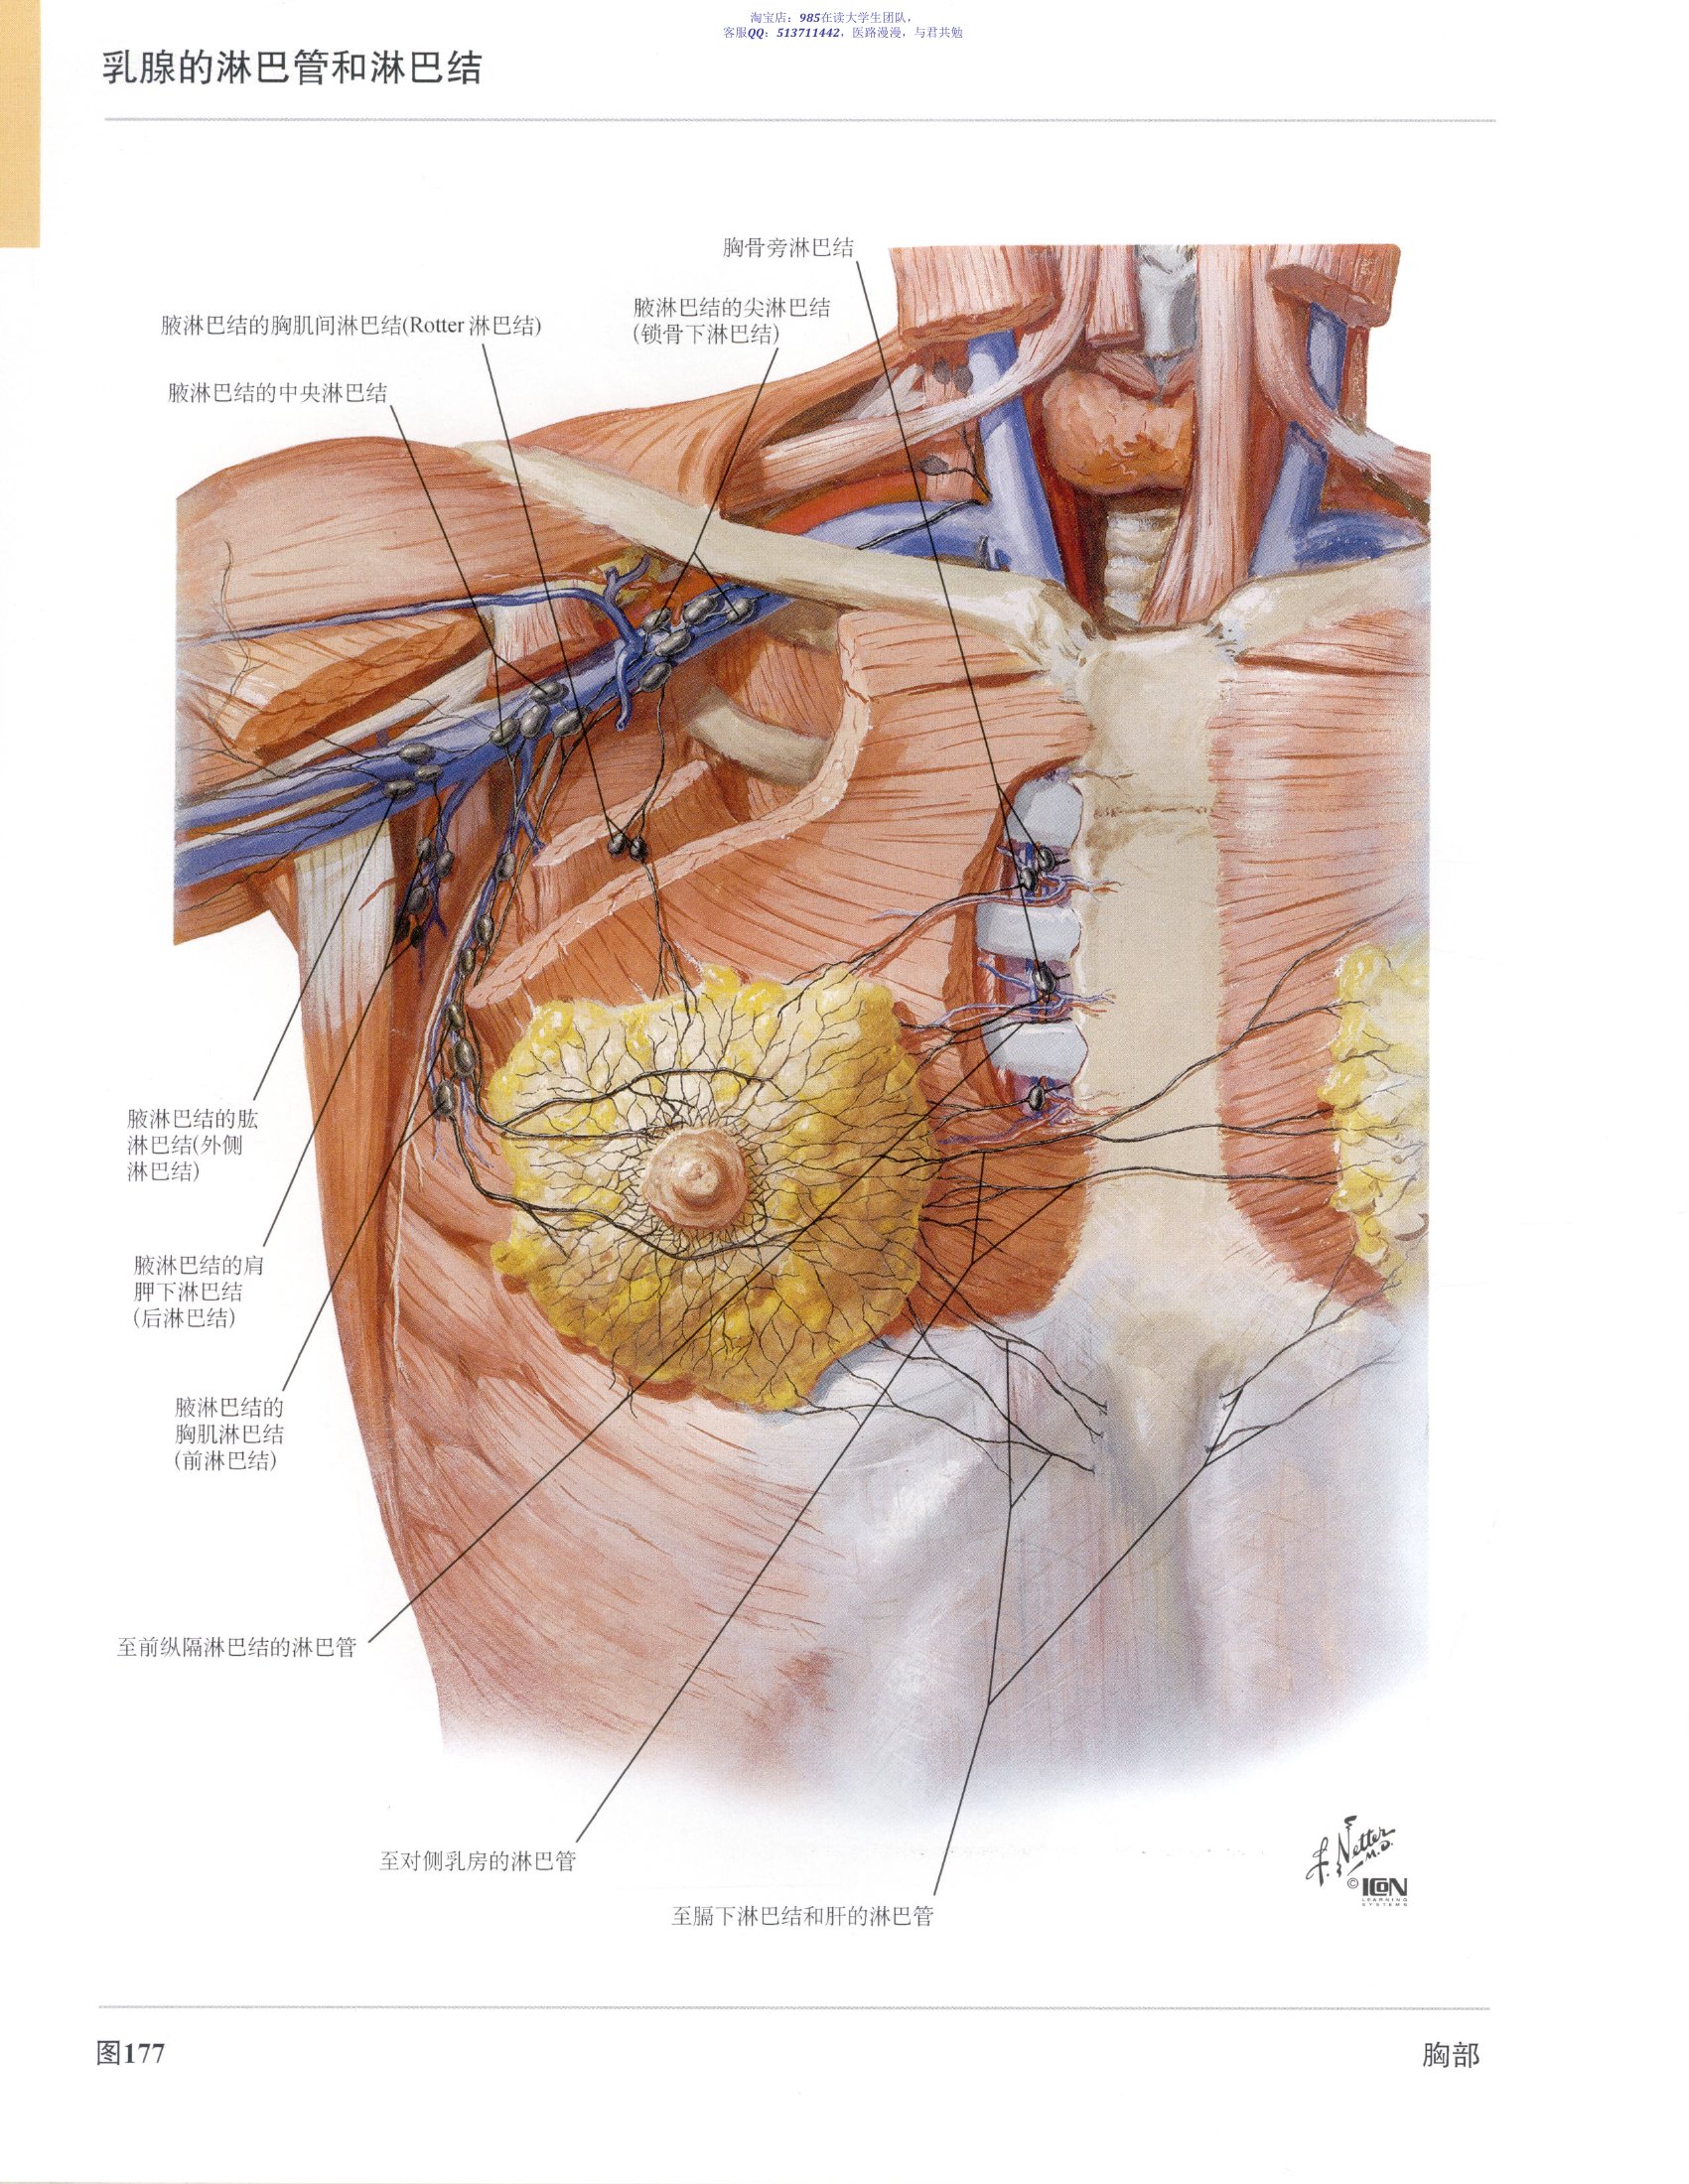 淘宝店：985在读大学生团队，
客服QQ：513711442，医路漫漫，与君共勉
乳腺的淋巴管和淋巴结
胸骨旁淋巴结
腋淋巴结的尖淋巴结
(锁骨下淋巴结)
腋淋巴结的胸肌间淋巴结(Rotter 淋巴结)
腋淋巴结的中央淋巴结
腋淋巴结的肱
淋巴结(外侧
淋巴结)
腋淋巴结的肩
胛下淋巴结
(后淋巴结)
腋淋巴结的
胸肌淋巴结
(前淋巴结)
至前纵隔淋巴结的淋巴管
至对侧乳房的淋巴管
至膈下淋巴结和肝的淋巴管
F. Netter
M.D.
© ICON
LEARNING
SYSTEMS
图177
胸部